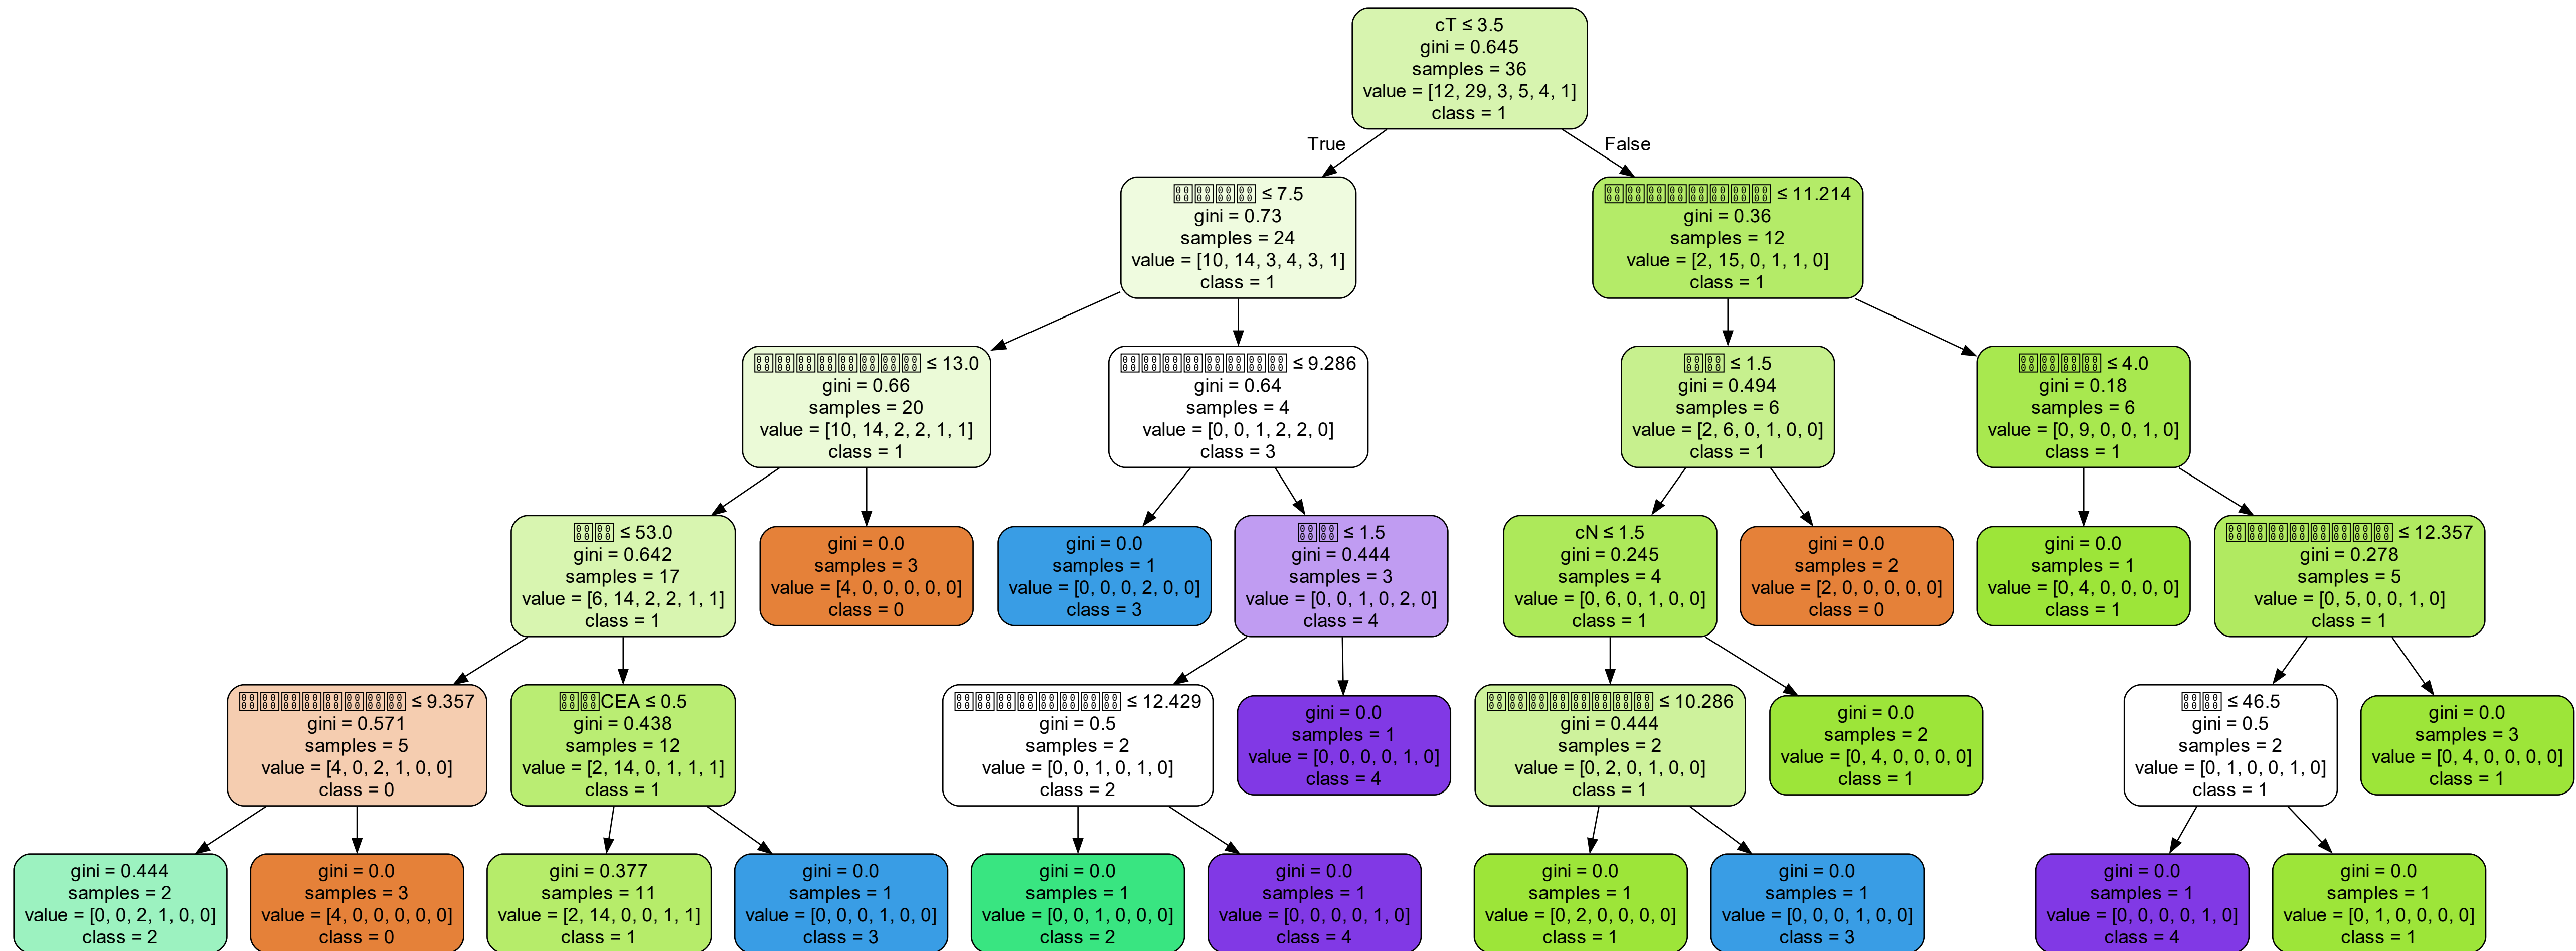 cT ≤ 3.5
gini = 0.645
samples = 36
value = [12, 29, 3, 5, 4, 1]
class = 1
True
False
≤ 7.5
gini = 0.73
samples = 24
value = [10, 14, 3, 4, 3, 1]
class = 1
≤ 11.214
gini = 0.36
samples = 12
value = [2, 15, 0, 1, 1, 0]
class = 1
≤ 13.0
gini = 0.66
samples = 20
value = [10, 14, 2, 2, 1, 1]
class = 1
≤ 9.286
gini = 0.64
samples = 4
value = [0, 0, 1, 2, 2, 0]
class = 3
≤ 1.5
gini = 0.494
samples = 6
value = [2, 6, 0, 1, 0, 0]
class = 1
≤ 4.0
gini = 0.18
samples = 6
value = [0, 9, 0, 0, 1, 0]
class = 1
≤ 53.0
gini = 0.642
samples = 17
value = [6, 14, 2, 2, 1, 1]
class = 1
gini = 0.0
samples = 3
value = [4, 0, 0, 0, 0, 0]
class = 0
gini = 0.0
samples = 1
value = [0, 0, 0, 2, 0, 0]
class = 3
≤ 1.5
gini = 0.444
samples = 3
value = [0, 0, 1, 0, 2, 0]
class = 4
cN ≤ 1.5
gini = 0.245
samples = 4
value = [0, 6, 0, 1, 0, 0]
class = 1
gini = 0.0
samples = 2
value = [2, 0, 0, 0, 0, 0]
class = 0
gini = 0.0
samples = 1
value = [0, 4, 0, 0, 0, 0]
class = 1
≤ 12.357
gini = 0.278
samples = 5
value = [0, 5, 0, 0, 1, 0]
class = 1
≤ 9.357
gini = 0.571
samples = 5
value = [4, 0, 2, 1, 0, 0]
class = 0
CEA ≤ 0.5
gini = 0.438
samples = 12
value = [2, 14, 0, 1, 1, 1]
class = 1
≤ 12.429
gini = 0.5
samples = 2
value = [0, 0, 1, 0, 1, 0]
class = 2
gini = 0.0
samples = 1
value = [0, 0, 0, 0, 1, 0]
class = 4
≤ 10.286
gini = 0.444
samples = 2
value = [0, 2, 0, 1, 0, 0]
class = 1
gini = 0.0
samples = 2
value = [0, 4, 0, 0, 0, 0]
class = 1
≤ 46.5
gini = 0.5
samples = 2
value = [0, 1, 0, 0, 1, 0]
class = 1
gini = 0.0
samples = 3
value = [0, 4, 0, 0, 0, 0]
class = 1
gini = 0.444
samples = 2
value = [0, 0, 2, 1, 0, 0]
class = 2
gini = 0.0
samples = 3
value = [4, 0, 0, 0, 0, 0]
class = 0
gini = 0.377
samples = 11
value = [2, 14, 0, 0, 1, 1]
class = 1
gini = 0.0
samples = 1
value = [0, 0, 0, 1, 0, 0]
class = 3
gini = 0.0
samples = 1
value = [0, 0, 1, 0, 0, 0]
class = 2
gini = 0.0
samples = 1
value = [0, 0, 0, 0, 1, 0]
class = 4
gini = 0.0
samples = 1
value = [0, 2, 0, 0, 0, 0]
class = 1
gini = 0.0
samples = 1
value = [0, 0, 0, 1, 0, 0]
class = 3
gini = 0.0
samples = 1
value = [0, 0, 0, 0, 1, 0]
class = 4
gini = 0.0
samples = 1
value = [0, 1, 0, 0, 0, 0]
class = 1